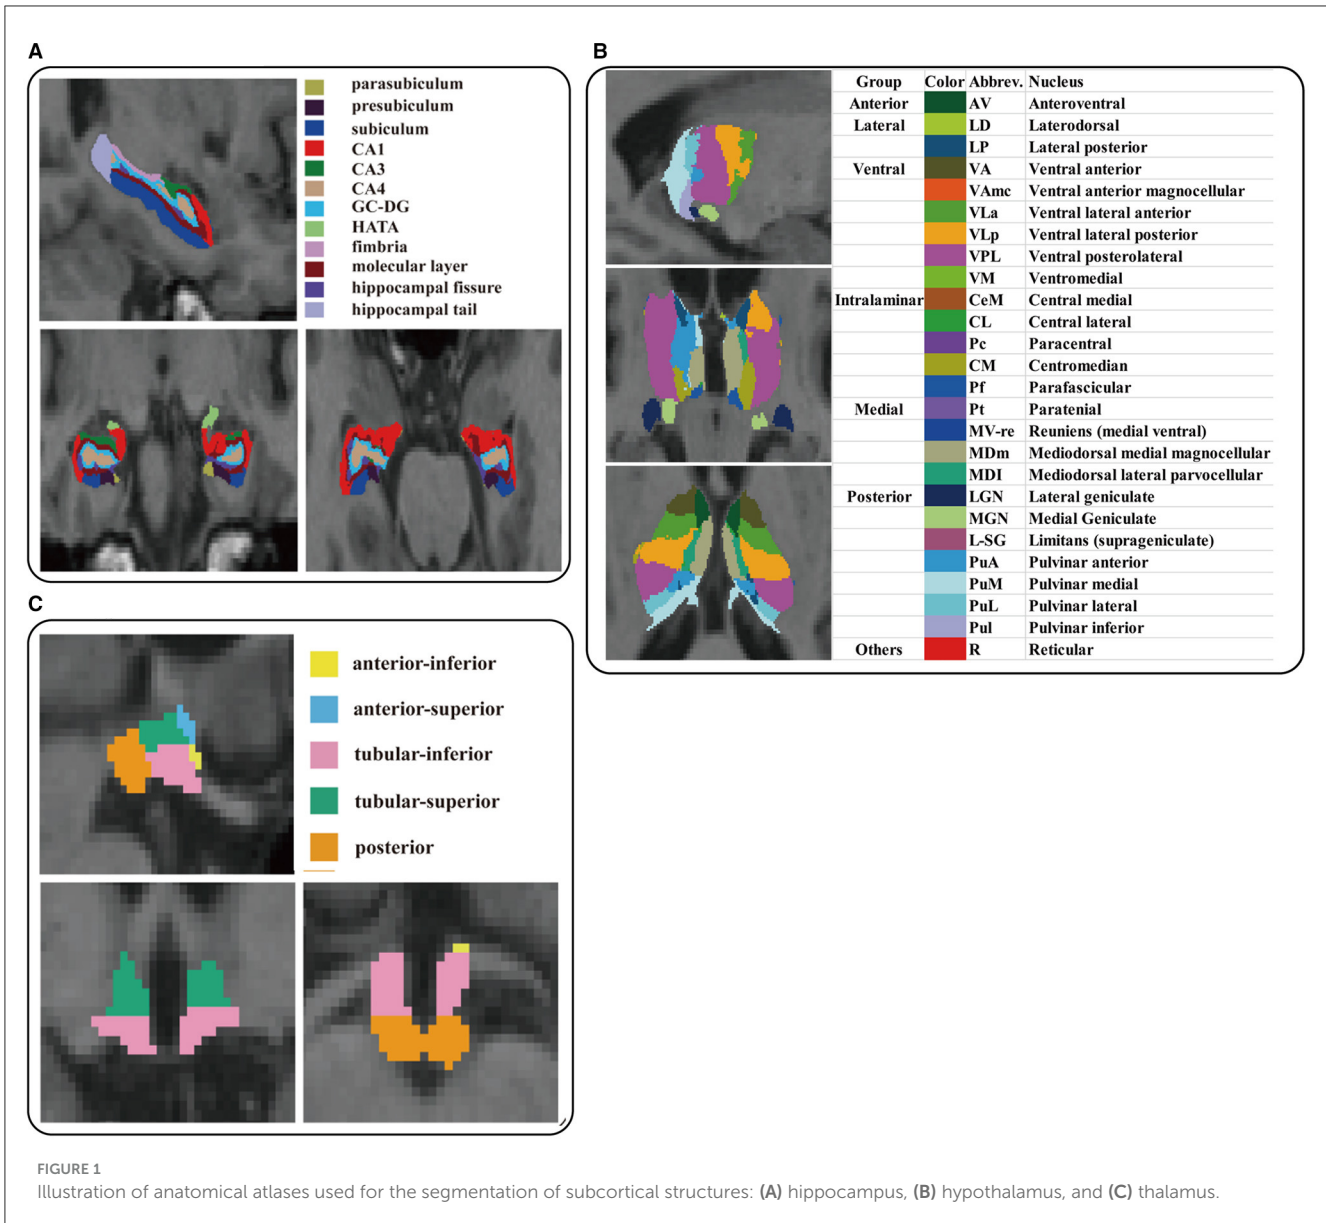 A
parasubiculum
presubiculum
subiculum
CA1
CA3
CA4
GC-DG
HATA
fimbria
molecular layer
hippocampal fissure
hippocampal tail
B
Group Color Abbrev. Nucleus
Anterior AV Anteroventral
Lateral LD Laterodorsal
LP Lateral posterior
Ventral VA Ventral anterior
VAmc Ventral anterior magnocellular
VLa Ventral lateral anterior
VLp Ventral lateral posterior
VPL Ventral posterolateral
VM Ventromedial
Intralaminar CeM Central medial
CL Central lateral
Pc Paracentral
CM Centromedian
Pf Parafascicular
Medial Pt Paratenial
MV-re Reuniens (medial ventral)
MDm Mediodorsal medial magnocellular
MDI Mediodorsal lateral parvocellular
Posterior LGN Lateral geniculate
MGN Medial Geniculate
L-SG Limitans (suprageniculate)
PuA Pulvinar anterior
PuM Pulvinar medial
PuL Pulvinar lateral
Pul Pulvinar inferior
Others R Reticular
C
anterior-inferior
anterior-superior
tubular-inferior
tubular-superior
posterior
FIGURE 1
Illustration of anatomical atlases used for the segmentation of subcortical structures: (A) hippocampus, (B) hypothalamus, and (C) thalamus.